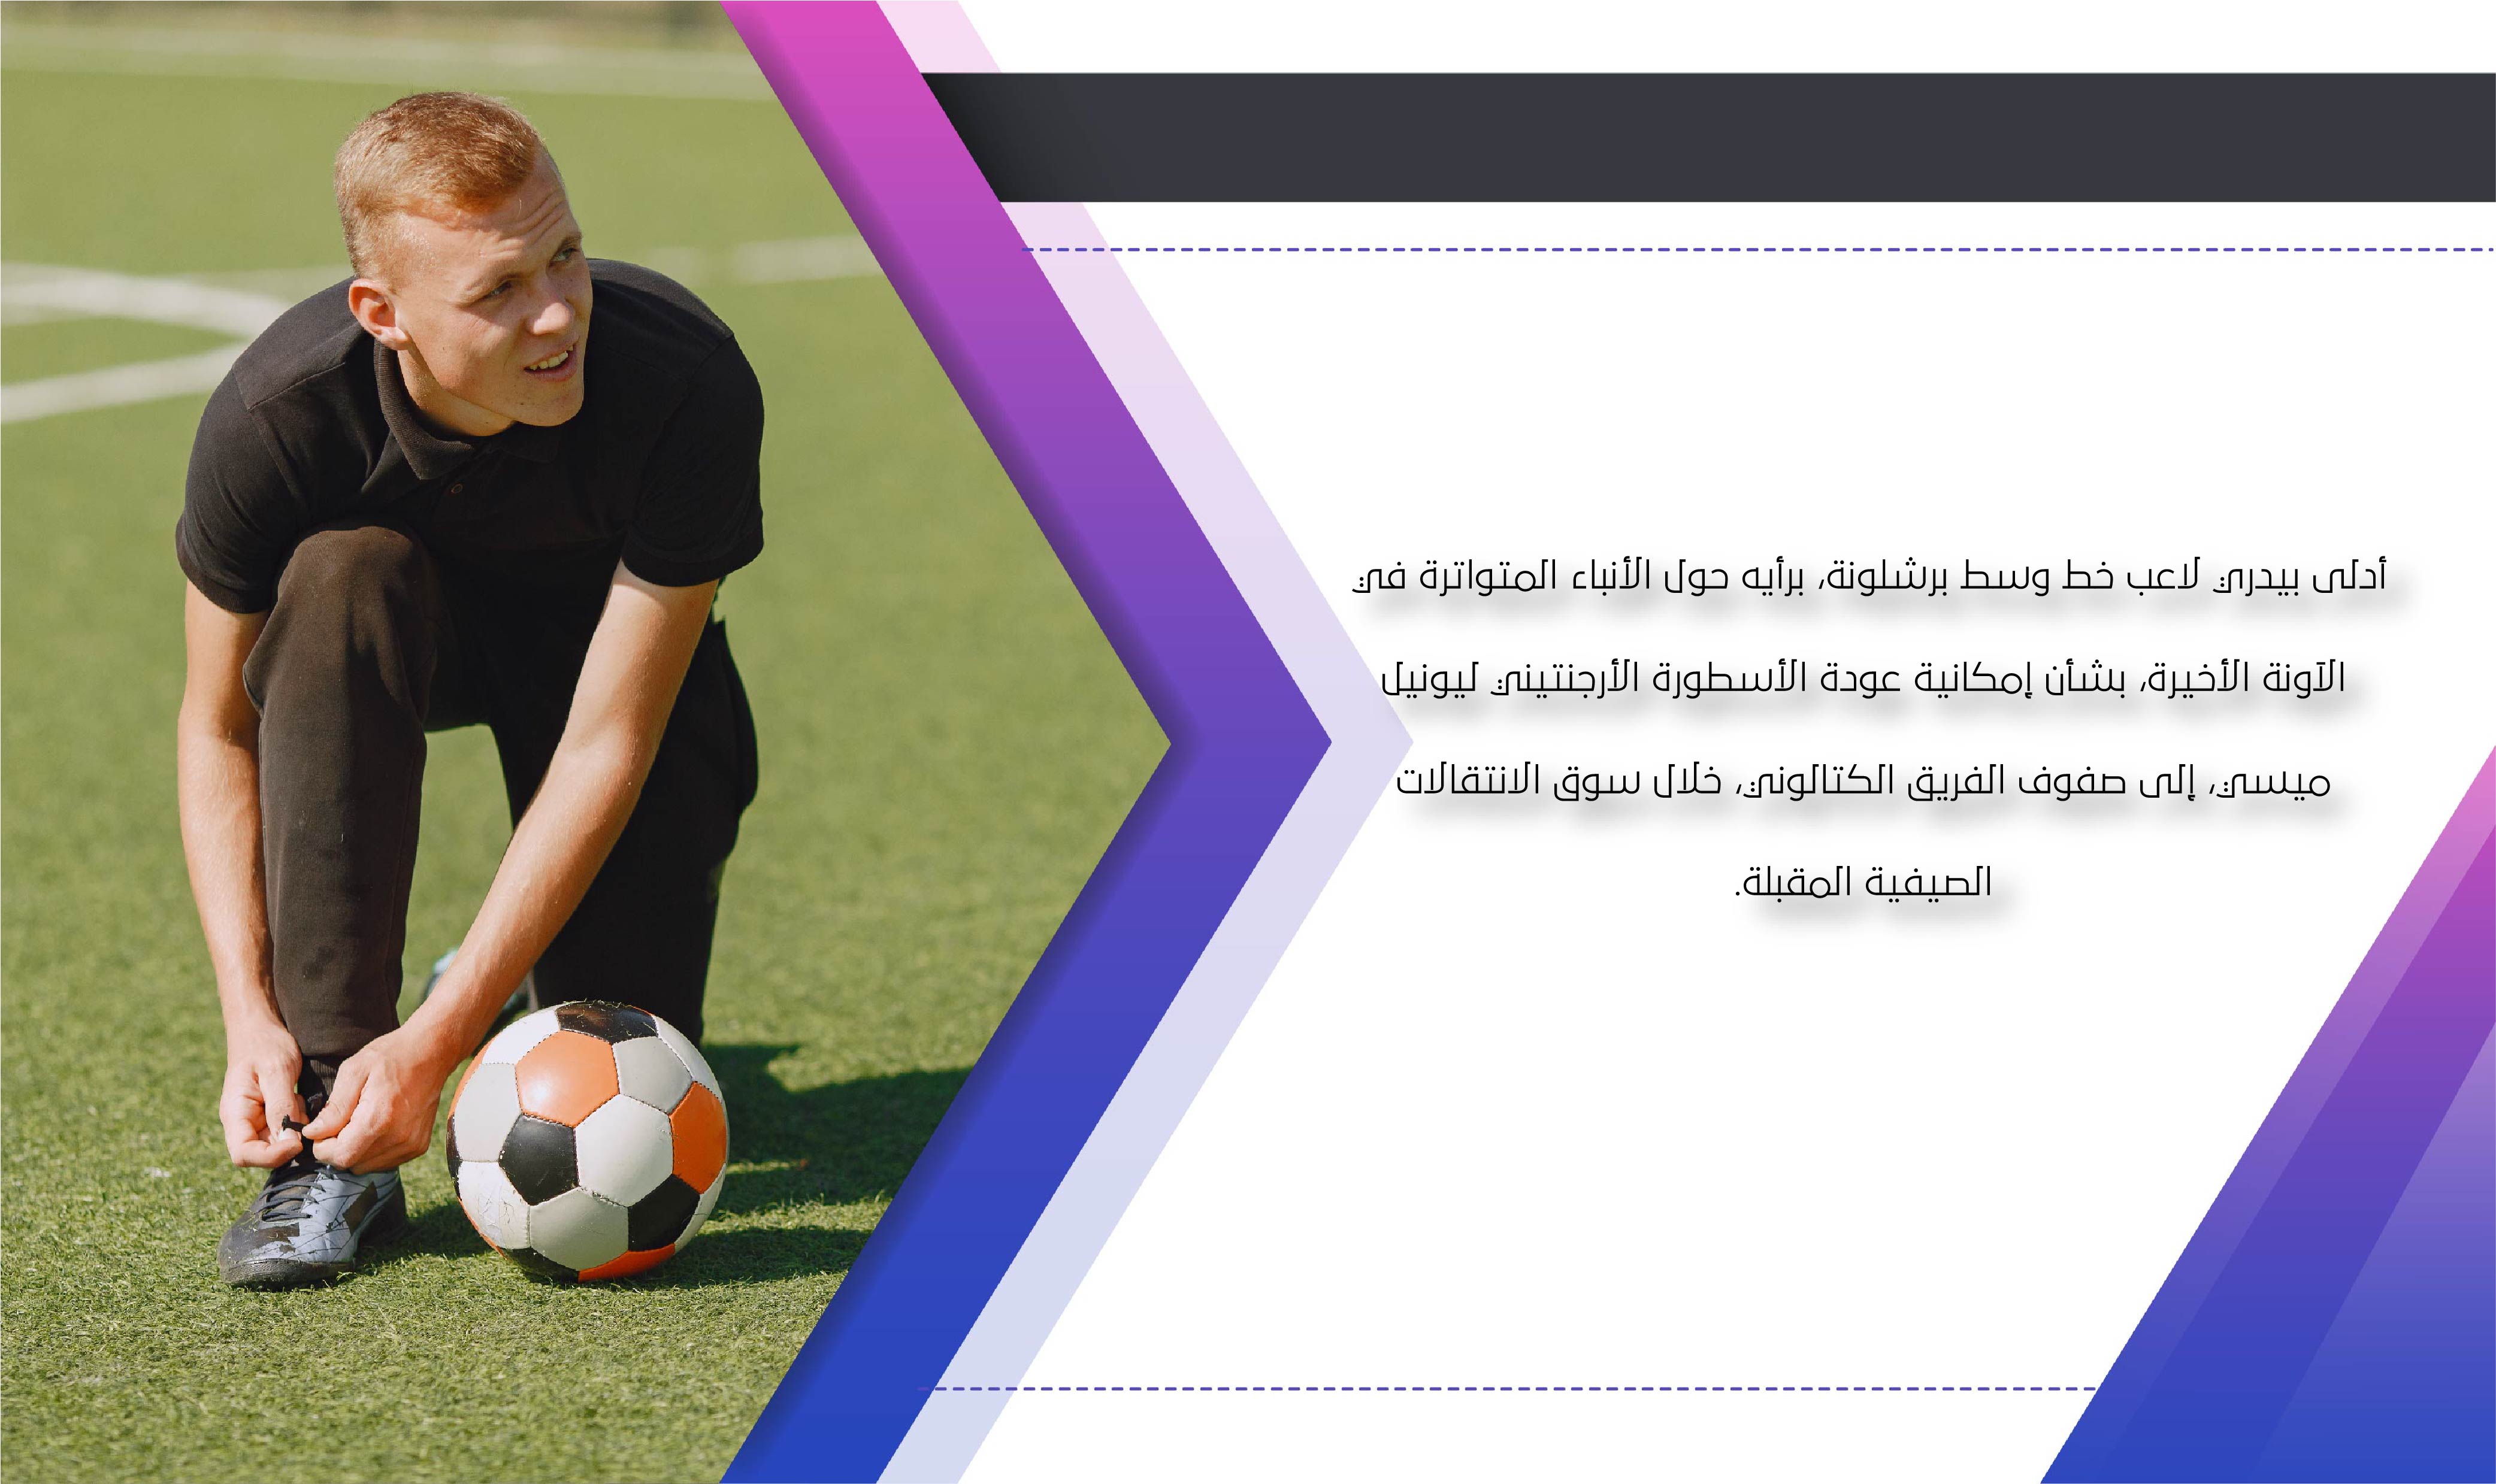 أدلى بيدري لاعب خط وسط برشلونة، برأيه حول الأنباء المتواترة في
الآونة الأخيرة، بشأن إمكانية عودة الأسطورة الأرجنتيني ليونيل
ميسي، إلى صفوف الفريق الكتالوني، خلال سوق الانتقالات
الصيفية المقبلة.